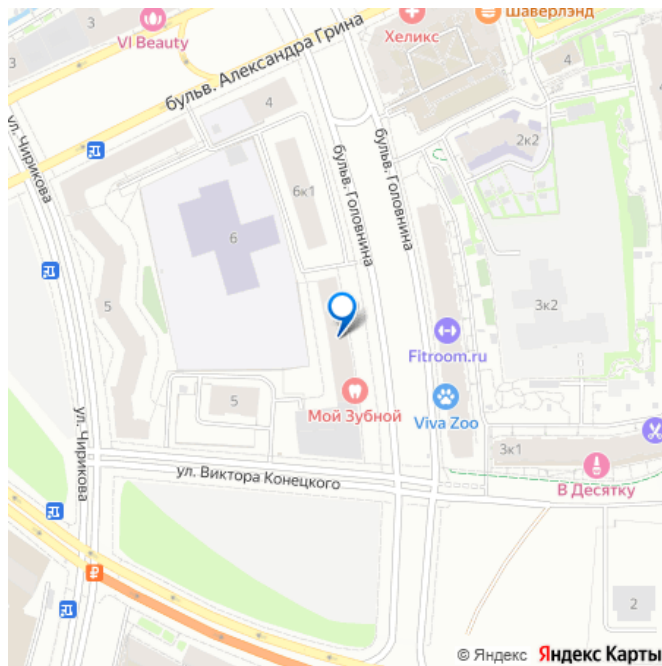 3
VI Beauty
3
бульв. Александра Грина
Хеликс
Шаверлэнд
4
4
ул. Чирикова
бульв. Головнина
бульв. Головнина
2к2
6к1
6
5
3к2
Fitroom.ru
5
Мой Зубной
Viva Zoo
ул. Чирикова
3к1
ул. Виктора Конецкого
В Десятку
₽
2
© Яндекс Яндекс Карты